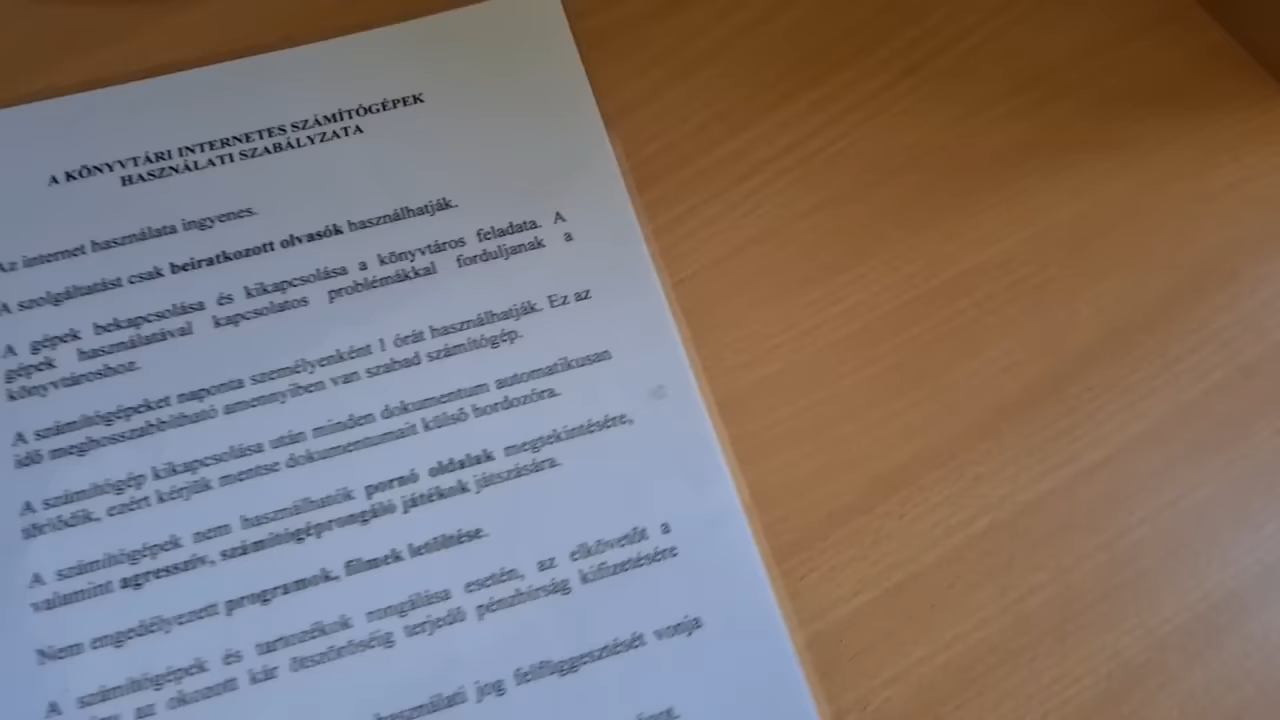 A KÖNYVTÁRI INTERNETES SZÁMÍTÓGÉPEK
HASZNÁLATI SZABÁLYZATA
Az internet használata ingyenes.
A szolgáltatást csak beiratkozott olvasók használhatják.
A gépek bekapcsolása és kikapcsolása a könyvtáros feladata. A
gépek használatával kapcsolatos problémákkal forduljanak a
könyvtároshoz.
A számítógépeket naponta személyenként 1 órát használhatják. Ez az
idő meghosszabbítható amennyiben van szabad számítógép.
A számítógép kikapcsolása után minden dokumentum automatikusan
törlődik, ezért kérjük mentse dokumentumait külső hordozóra.
A számítógépek nem használhatók pornó oldalak megtekintésére,
valamint agresszív, számítógéprongáló játékok játszására.
Nem engedélyezett programok, filmek letöltése.
A számítógépek és tartozékok rongálása esetén, az elkövetőt a
az okozott kár ötszöröséig terjedő pénzbírság kifizetésére
használati jog felfüggesztését vonja